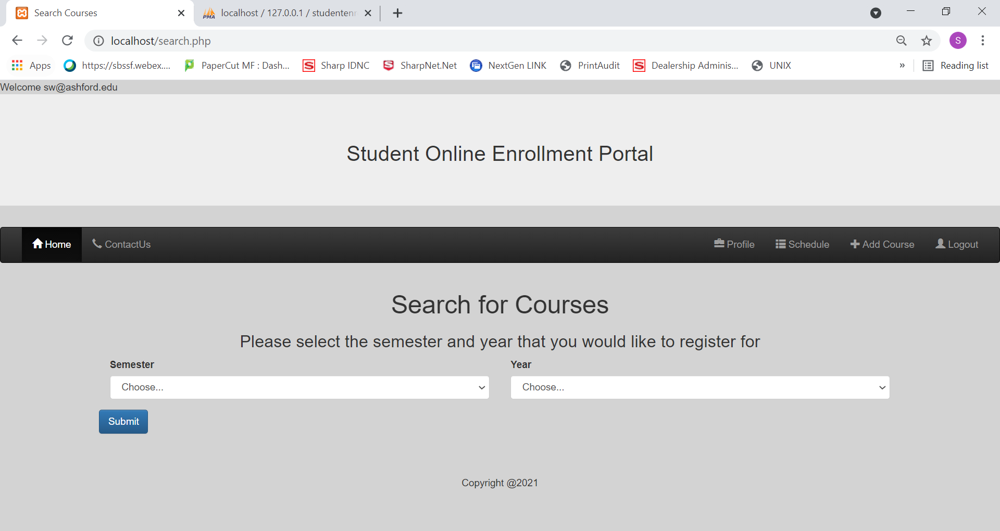 Search Courses
PMA localhost / 127.0.0.1 / studentenr
localhost/search.php
S
Apps https://sbssf.webex.... PaperCut MF : Dash... S Sharp IDNC S SharpNet.Net NextGen LINK PrintAudit S Dealership Adminis... UNIX » Reading list
Welcome sw@ashford.edu
Student Online Enrollment Portal
Home ContactUs Profile Schedule Add Course Logout
Search for Courses
Please select the semester and year that you would like to register for
Semester Year
Choose... Choose...
Submit
Copyright @2021